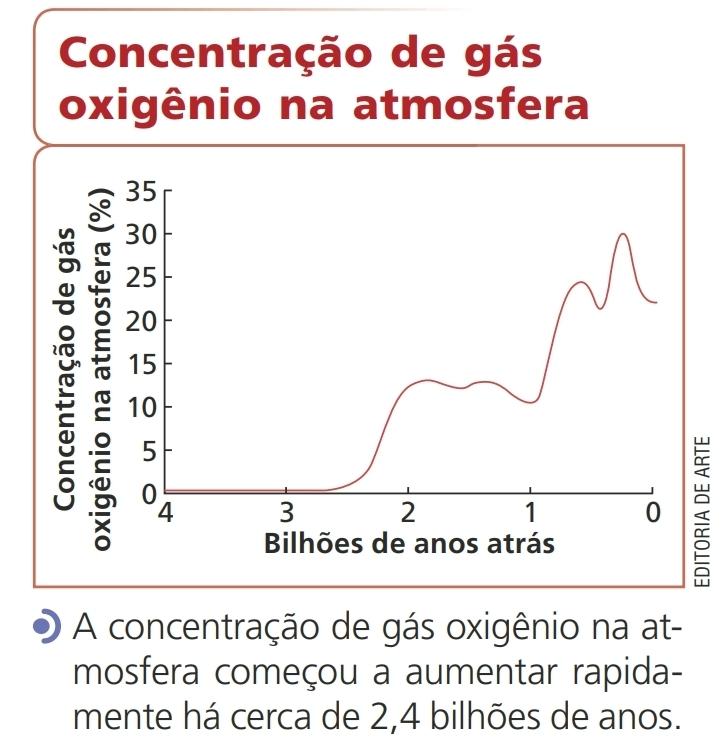 Concentração de gás
oxigênio na atmosfera
Concentração de gás
oxigênio na atmosfera (%)
35
30
25
20
15
10
5
0
4 3 2 1 0
Bilhões de anos atrás
EDITORIA DE ARTE
A concentração de gás oxigênio na at-
mosfera começou a aumentar rapida-
mente há cerca de 2,4 bilhões de anos.